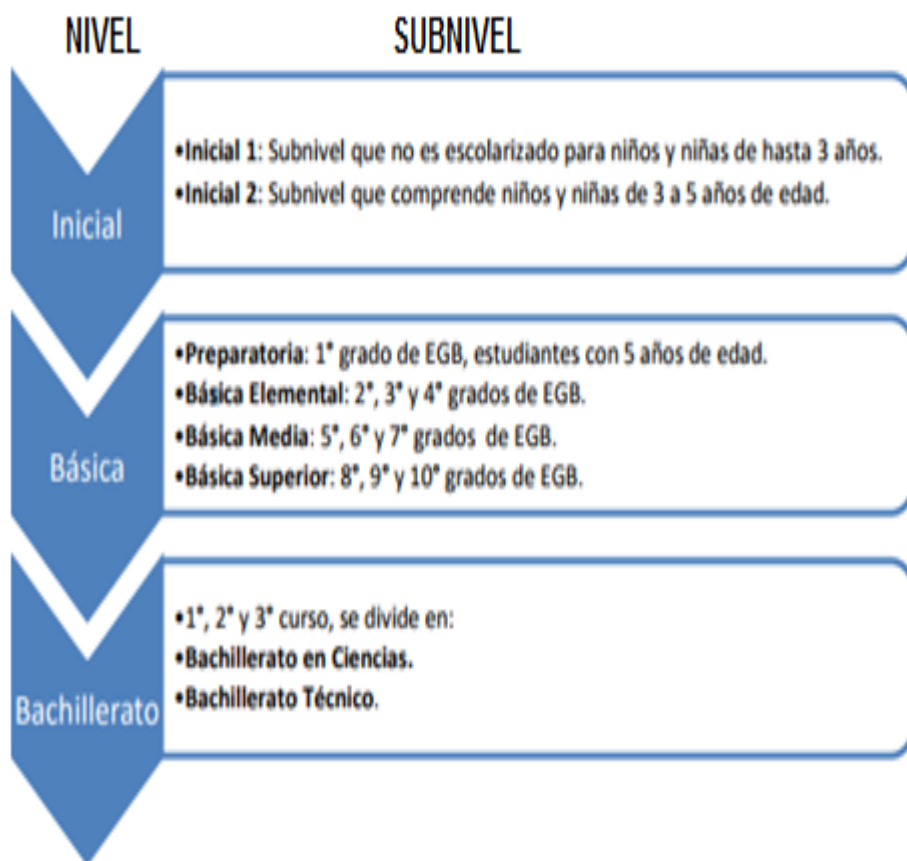 NIVEL SUBNIVEL
Inicial
•Inicial 1: Subnivel que no es escolarizado para niños y niñas de hasta 3 años.
•Inicial 2: Subnivel que comprende niños y niñas de 3 a 5 años de edad.
Básica
•Preparatoria: 1° grado de EGB, estudiantes con 5 años de edad.
•Básica Elemental: 2°, 3° y 4° grados de EGB.
•Básica Media: 5°, 6° y 7° grados de EGB.
•Básica Superior: 8°, 9° y 10° grados de EGB.
Bachillerato
•1°, 2° y 3° curso, se divide en:
•Bachillerato en Ciencias.
•Bachillerato Técnico.